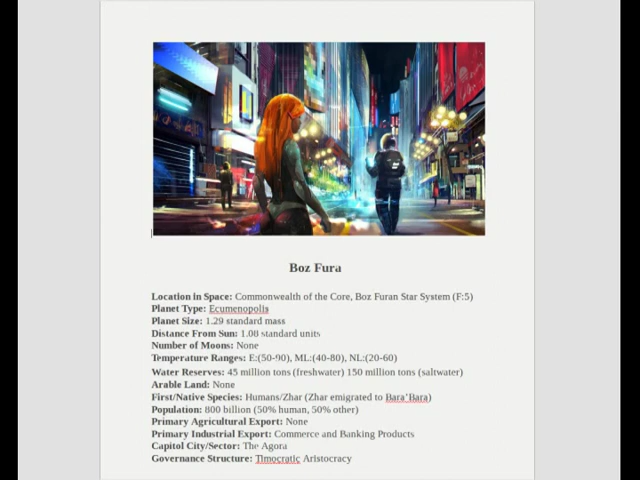 Boz Fura
Location in Space: Commonwealth of the Core, Boz Furan Star System (F:5)
Planet Type: Ecumenopolis
Planet Size: 1.29 standard mass
Distance From Sun: 1.08 standard units
Number of Moons: None
Temperature Ranges: E:(50-90), ML:(40-80), NL:(20-60)
Water Reserves: 45 million tons (freshwater) 150 million tons (saltwater)
Arable Land: None
First/Native Species: Humans/Zhar (Zhar emigrated to Bara'Bara)
Population: 800 billion (50% human, 50% other)
Primary Agricultural Export: None
Primary Industrial Export: Commerce and Banking Products
Capitol City/Sector: The Agora
Governance Structure: Timocratic Aristocracy